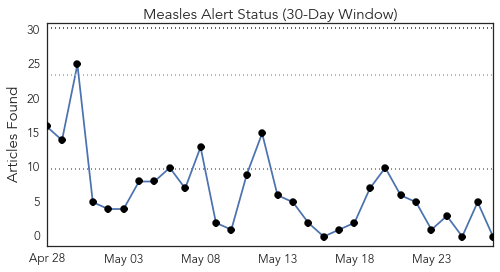 Measles Alert Status (30-Day Window)
Articles Found
30
25
20
15
10
5
0
Apr 28 May 03 May 08 May 13 May 18 May 23